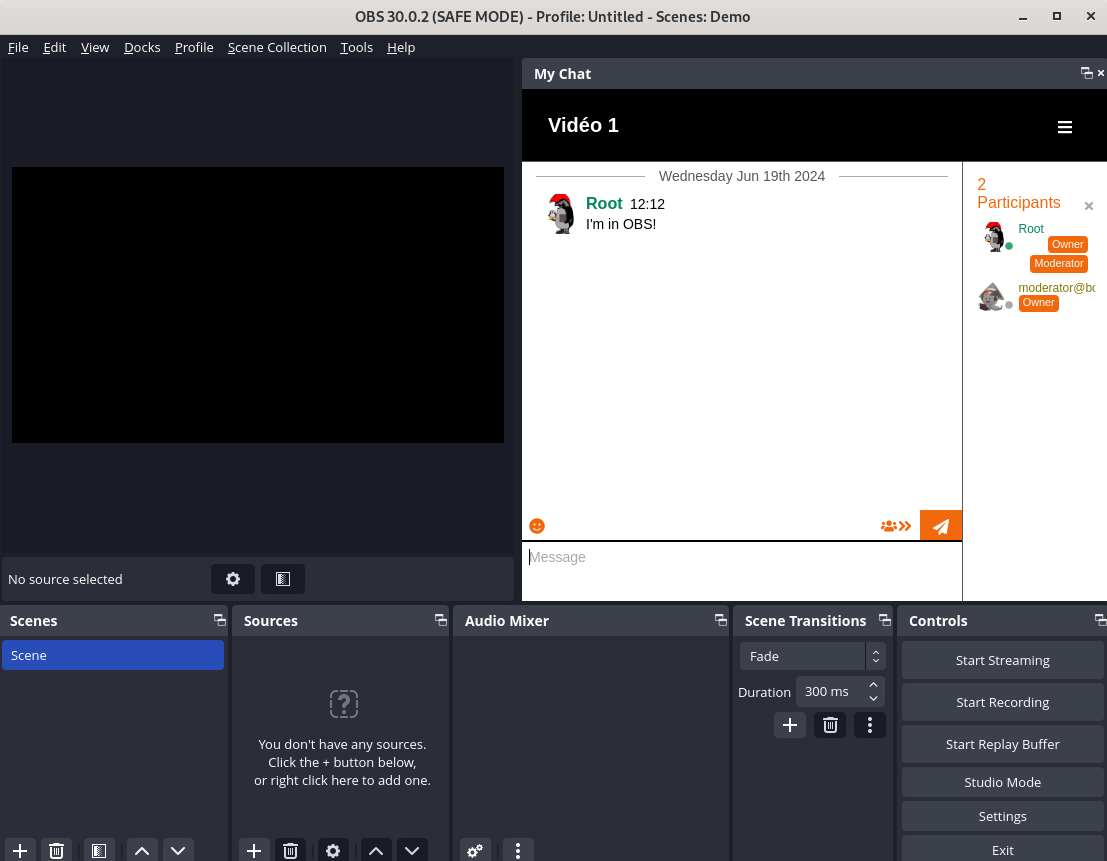 OBS 30.0.2 (SAFE MODE) - Profile: Untitled - Scenes: Demo
File Edit View Docks Profile Scene Collection Tools Help
My Chat
Vidéo 1
Wednesday Jun 19th 2024
Root 12:12
I'm in OBS!
2
Participants
Root
Owner
Moderator
moderator@bo
Owner
Message
No source selected
Scenes
Scene
Sources
You don't have any sources.
Click the + button below,
or right click here to add one.
Audio Mixer
Scene Transitions
Fade
Duration 300 ms
Controls
Start Streaming
Start Recording
Start Replay Buffer
Studio Mode
Settings
Exit